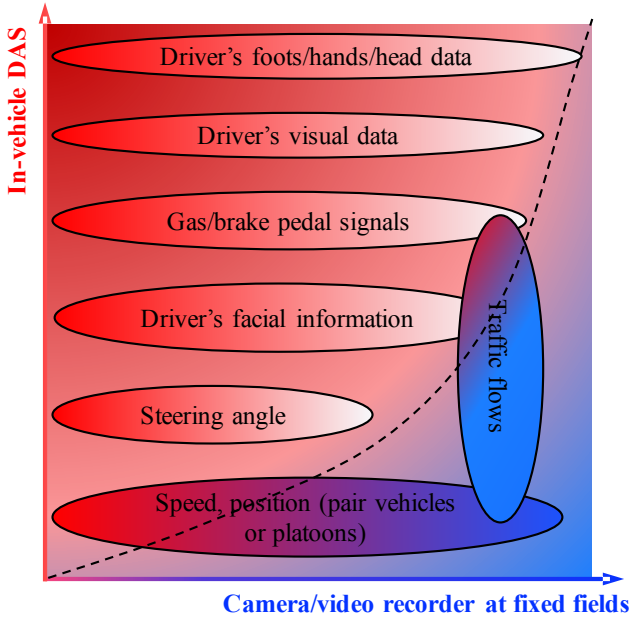 In-vehicle DAS
Driver's foots/hands/head data
Driver's visual data
Gas/brake pedal signals
Driver's facial information
Traffic flows
Steering angle
Speed, position (pair vehicles
or platoons)
Camera/video recorder at fixed fields